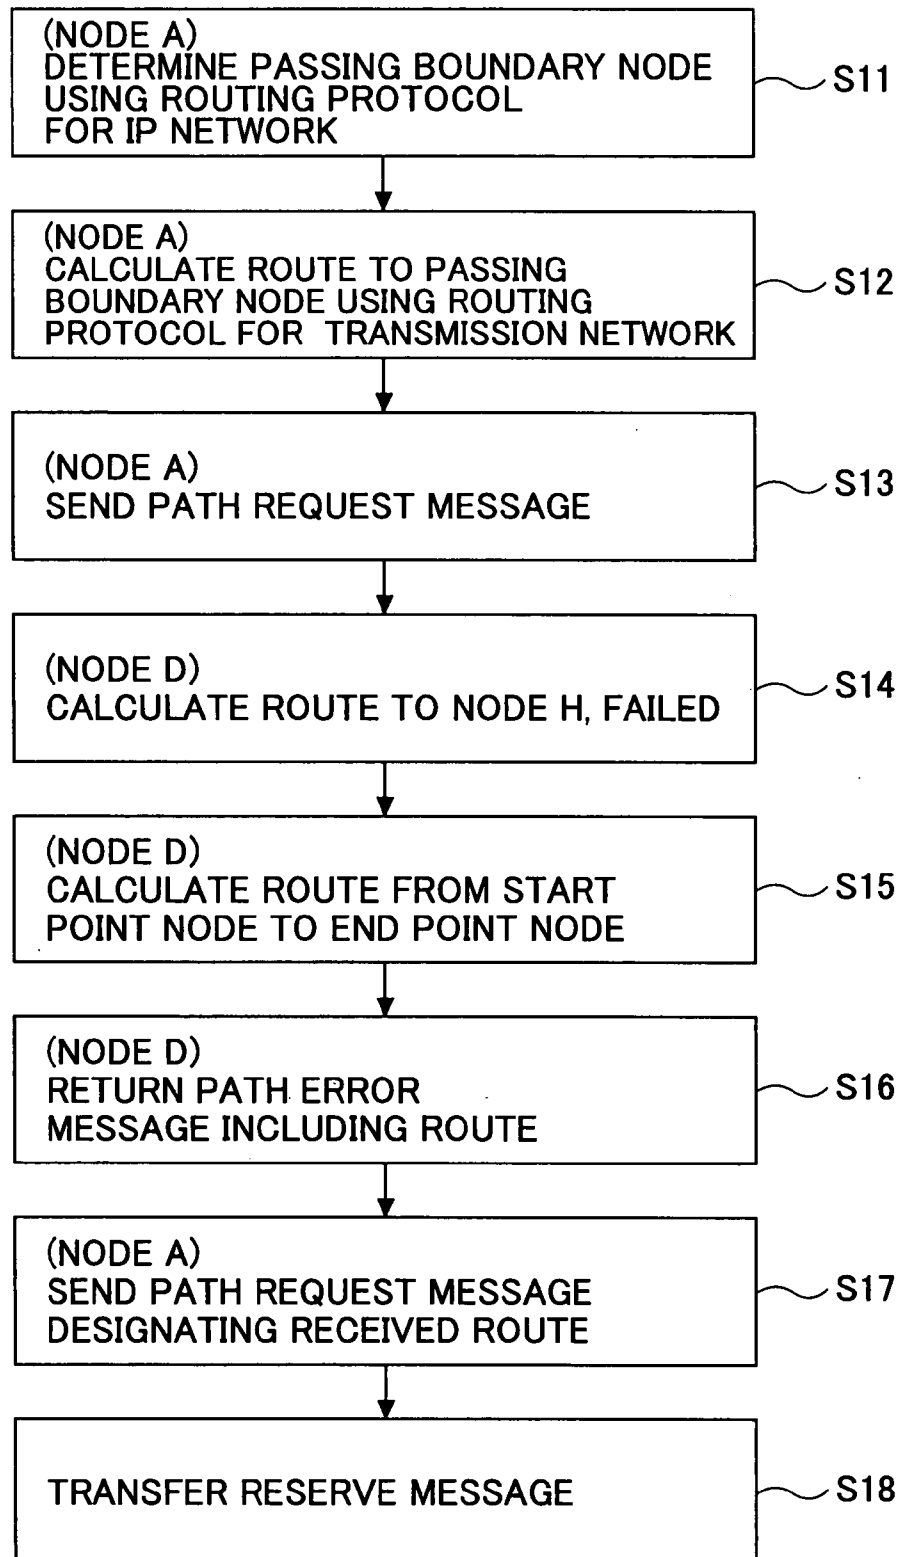 (NODE A)
DETERMINE PASSING BOUNDARY NODE
USING ROUTING PROTOCOL
FOR IP NETWORK
S11
(NODE A)
CALCULATE ROUTE TO PASSING
BOUNDARY NODE USING ROUTING
PROTOCOL FOR TRANSMISSION NETWORK
S12
(NODE A)
SEND PATH REQUEST MESSAGE
S13
(NODE D)
CALCULATE ROUTE TO NODE H, FAILED
S14
(NODE D)
CALCULATE ROUTE FROM START
POINT NODE TO END POINT NODE
S15
(NODE D)
RETURN PATH ERROR
MESSAGE INCLUDING ROUTE
S16
(NODE A)
SEND PATH REQUEST MESSAGE
DESIGNATING RECEIVED ROUTE
S17
TRANSFER RESERVE MESSAGE
S18